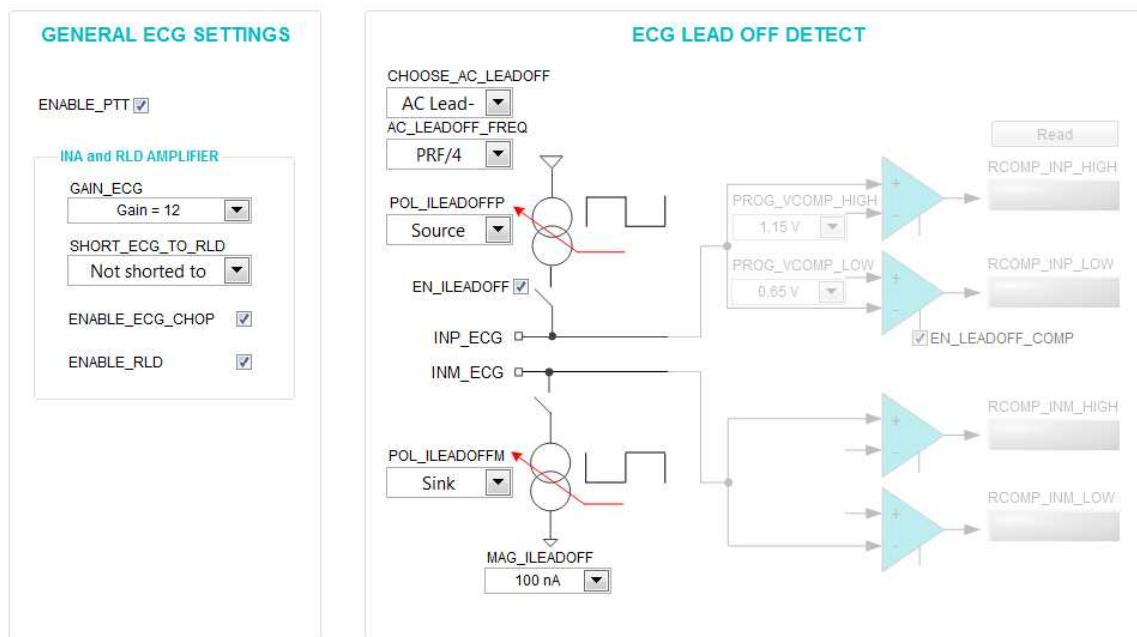 GENERAL ECG SETTINGS
ENABLE_PTT
INA and RLD AMPLIFIER
GAIN_ECG
Gain = 12
SHORT_ECG_TO_RLD
Not shorted to
ENABLE_ECG_CHOP
ENABLE_RLD
ECG LEAD OFF DETECT
CHOOSE_AC_LEADOFF
AC Lead-
AC_LEADOFF_FREQ
PRF/4
POL_ILEADOFFP
Source
EN_ILEADOFF
INP_ECG
INM_ECG
POL_ILEADOFFM
Sink
MAG_ILEADOFF
100 nA
PROG_VCOMP_HIGH
1.15 V
PROG_VCOMP_LOW
0.65 V
+
-
+
-
EN_LEADOFF_COMP
+
-
+
-
Read
RCOMP_INP_HIGH
RCOMP_INP_LOW
RCOMP_INM_HIGH
RCOMP_INM_LOW